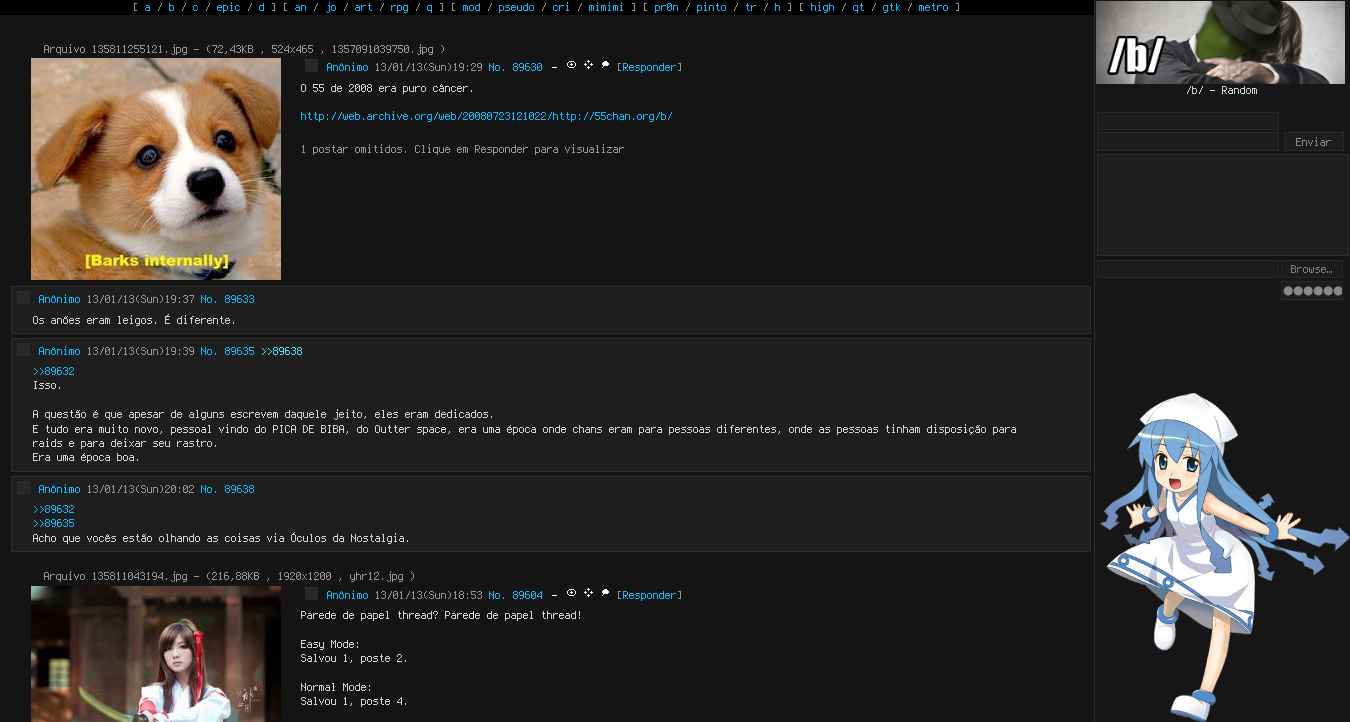 [ a / b / c / epic / d ] [ an / jo / art / rpg / q ] [ mod / pseudo / cri / mimimi ] [ pr0n / pinto / tr / h ] [ high / qt / gtk / metro ]
Arquivo 135811255121.jpg - (72,43KB , 524x465 , 1357091039750.jpg )
Anônimo 13/01/13(Sun)19:29 No. 89630 - [Responder]
O 55 de 2008 era puro câncer.
http://web.archive.org/web/20080723121022/http://55chan.org/b/
1 postar omitidos. Clique em Responder para visualizar
[Barks internally]
Anônimo 13/01/13(Sun)19:37 No. 89633
Os anões eram leigos. É diferente.
Anônimo 13/01/13(Sun)19:39 No. 89635 >>89638
>>89632
Isso.
A questão é que apesar de alguns escrevem daquele jeito, eles eram dedicados.
E tudo era muito novo, pessoal vindo do PICA DE BIBA, do Outter space, era uma época onde chans eram para pessoas diferentes, onde as pessoas tinham disposição para
raids e para deixar seu rastro.
Era uma época boa.
Anônimo 13/01/13(Sun)20:02 No. 89638
>>89632
>>89635
Acho que vocês estão olhando as coisas via Óculos da Nostalgia.
Arquivo 135811043194.jpg - (216,88KB , 1920x1200 , yhr12.jpg )
Anônimo 13/01/13(Sun)18:53 No. 89604 - [Responder]
Parede de papel thread? Parede de papel thread!
Easy Mode:
Salvou 1, poste 2.
Normal Mode:
Salvou 1, poste 4.
/b/
/b/ - Random
Enviar
Browse…